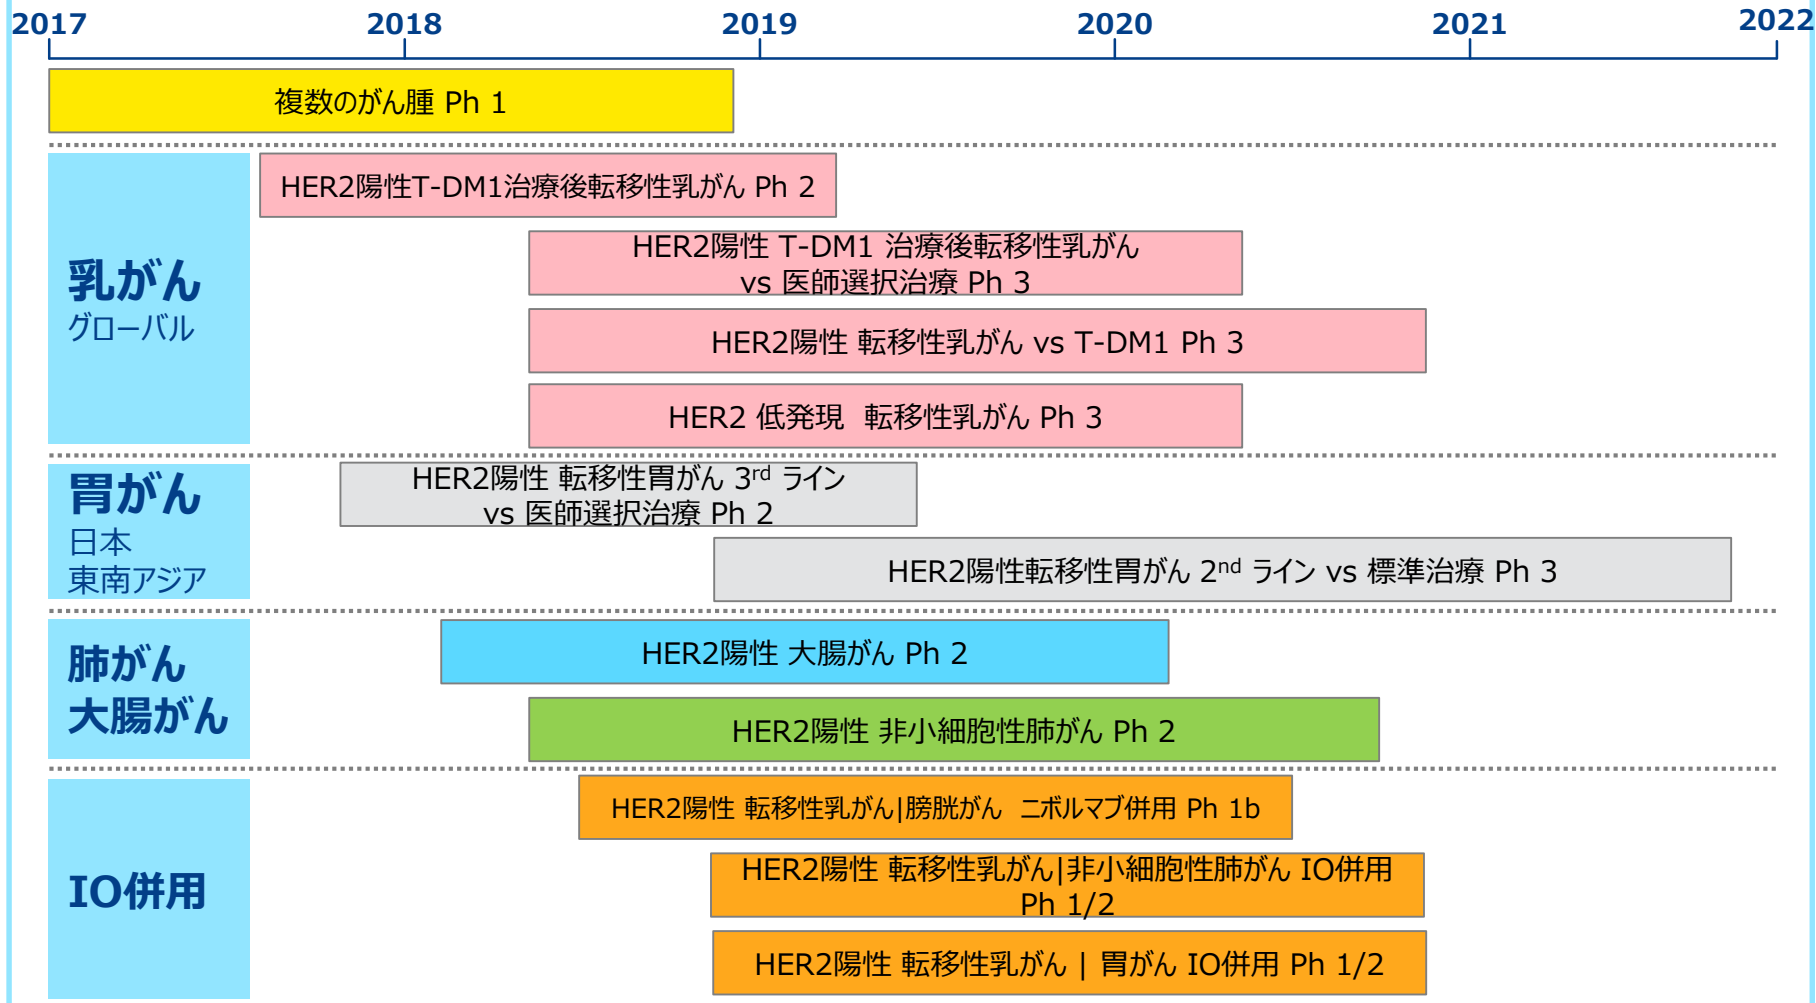 2017 2018 2019 2020 2021 2022
複数のがん腫 Ph 1
乳がん
グローバル
HER2陽性T-DM1治療後転移性乳がん Ph 2
HER2陽性 T-DM1 治療後転移性乳がん
vs 医師選択治療 Ph 3
HER2陽性 転移性乳がん vs T-DM1 Ph 3
HER2 低発現 転移性乳がん Ph 3
胃がん
日本
東南アジア
HER2陽性 転移性胃がん 3rd ライン
vs 医師選択治療 Ph 2
HER2陽性転移性胃がん 2nd ライン vs 標準治療 Ph 3
肺がん
大腸がん
HER2陽性 大腸がん Ph 2
HER2陽性 非小細胞性肺がん Ph 2
IO併用
HER2陽性 転移性乳がん|膀胱がん ニボルマブ併用 Ph 1b
HER2陽性 転移性乳がん|非小細胞性肺がん IO併用
Ph 1/2
HER2陽性 転移性乳がん | 胃がん IO併用 Ph 1/2